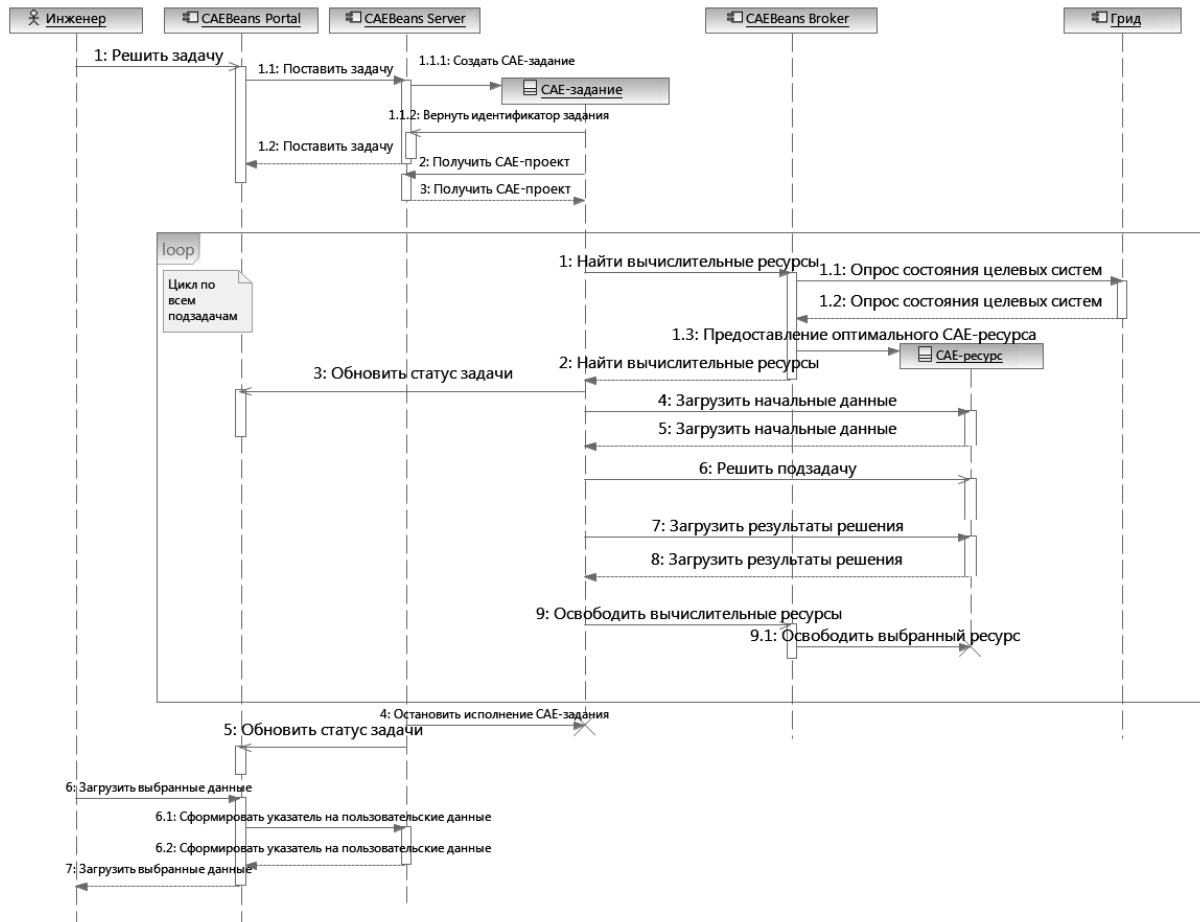 Инженер
CAEBeans Portal
CAEBeans Server
CAEBeans Broker
Грид
1: Решить задачу
1.1: Поставить задачу
1.1.1: Создать CAE-задание
CAE-задание
1.1.2: Вернуть идентификатор задания
1.2: Поставить задачу
2: Получить CAE-проект
3: Получить CAE-проект
loop
Цикл по
всем
подзадачам
1: Найти вычислительные ресурсы
1.1: Опрос состояния целевых систем
1.2: Опрос состояния целевых систем
1.3: Предоставление оптимального CAE-ресурса
CAE-ресурс
2: Найти вычислительные ресурсы
3: Обновить статус задачи
4: Загрузить начальные данные
5: Загрузить начальные данные
6: Решить подзадачу
7: Загрузить результаты решения
8: Загрузить результаты решения
9: Освободить вычислительные ресурсы
9.1: Освободить выбранный ресурс
4: Остановить исполнение CAE-задания
5: Обновить статус задачи
6: Загрузить выбранные данные
6.1: Сформировать указатель на пользовательские данные
6.2: Сформировать указатель на пользовательские данные
7: Загрузить выбранные данные